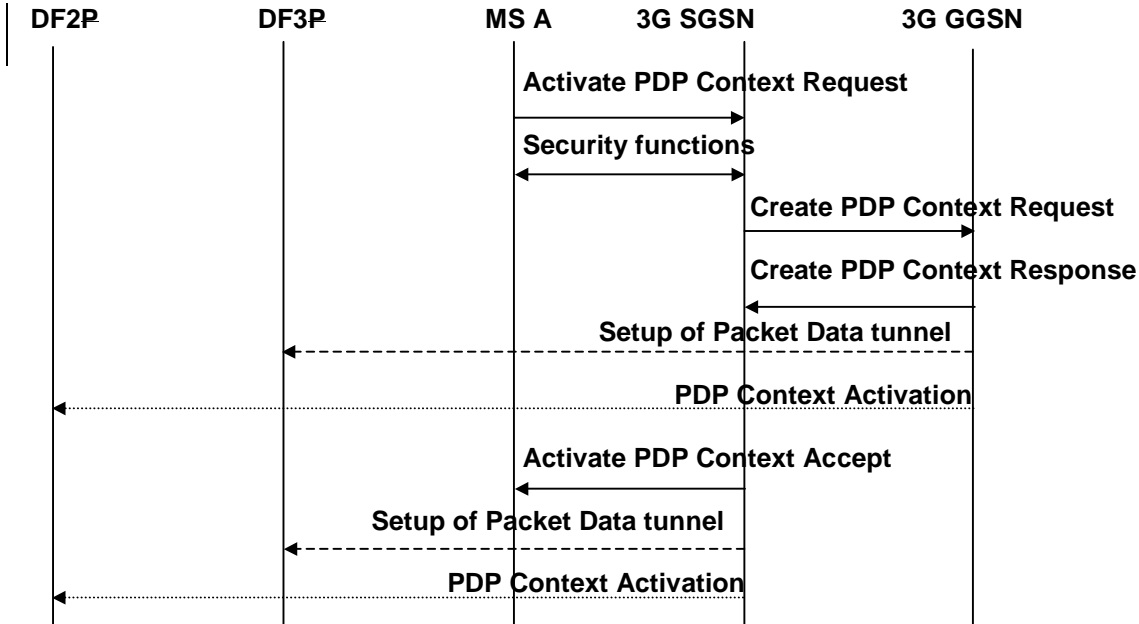 DF2P DF3P MS A 3G SGSN 3G GGSN
Activate PDP Context Request
Security functions
Create PDP Context Request
Create PDP Context Response
Setup of Packet Data tunnel
PDP Context Activation
Activate PDP Context Accept
Setup of Packet Data tunnel
PDP Context Activation